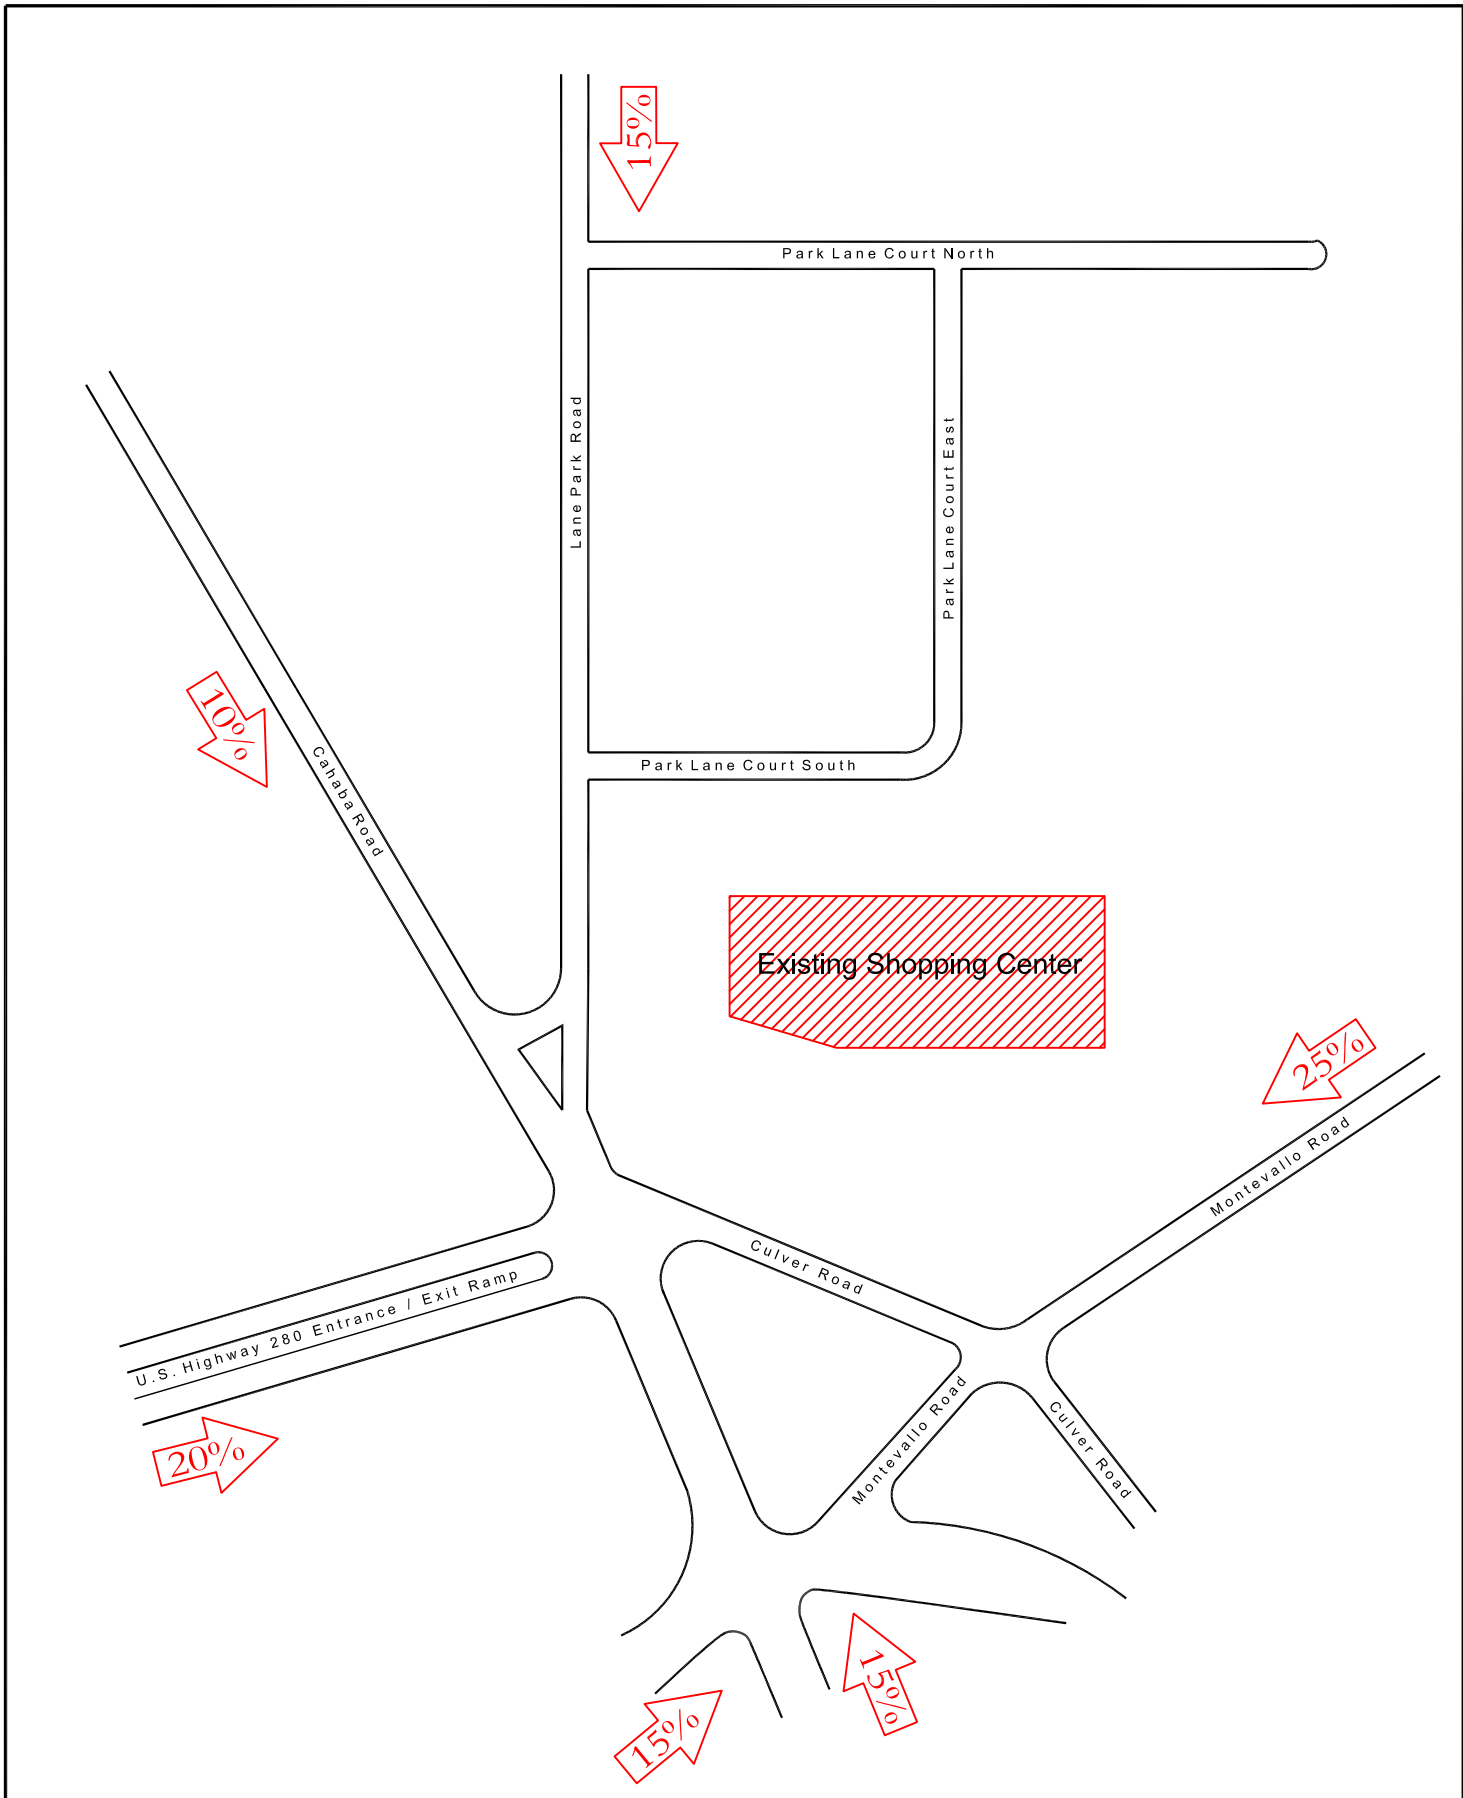 15%
Park Lane Court North
Lane Park Road
Park Lane Court East
10%
Cahaba Road
Park Lane Court South
Existing Shopping Center
25%
Montevallo Road
Culver Road
U.S. Highway 280 Entrance / Exit Ramp
Montevallo Road
Culver Road
20%
15%
15%